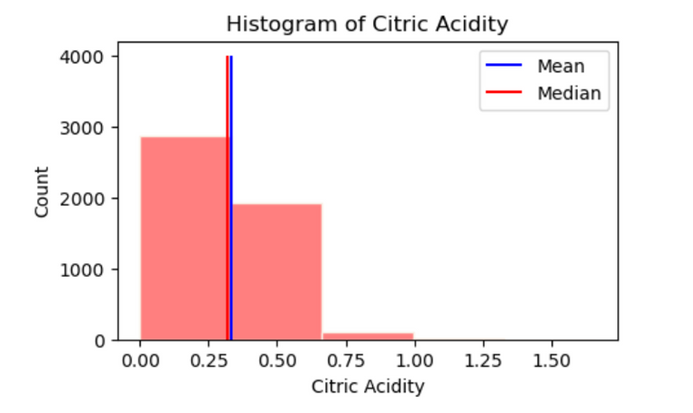 Histogram of Citric Acidity
Mean
Median
4000
3000
2000
1000
0
Count
0.00 0.25 0.50 0.75 1.00 1.25 1.50
Citric Acidity